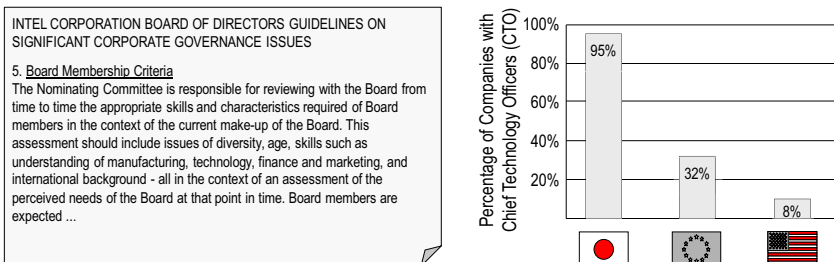 INTEL CORPORATION BOARD OF DIRECTORS GUIDELINES ON
SIGNIFICANT CORPORATE GOVERNANCE ISSUES
5. Board Membership Criteria
The Nominating Committee is responsible for reviewing with the Board from
time to time the appropriate skills and characteristics required of Board
members in the context of the current make-up of the Board. This
assessment should include issues of diversity, age, skills such as
understanding of manufacturing, technology, finance and marketing, and
international background - all in the context of an assessment of the
perceived needs of the Board at that point in time. Board members are
expected ...
Percentage of Companies with
Chief Technology Officers (CTO)
100%
80%
60%
40%
20%
95%
32%
8%